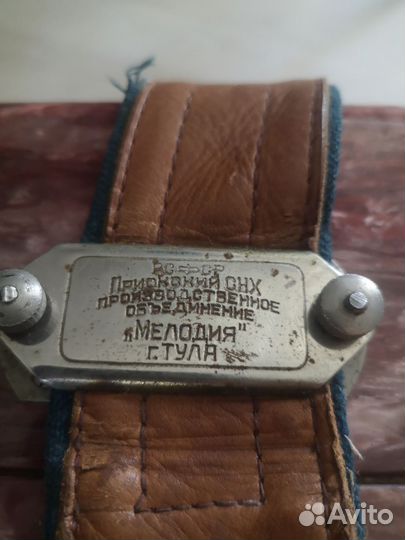 РСФСР
Приокский СНХ
ПРОИЗВОДСТВЕННОЕ
ОБЪЕДИНЕНИЕ
„МЕЛОДИЯ"
Г.ТУЛА
Avito